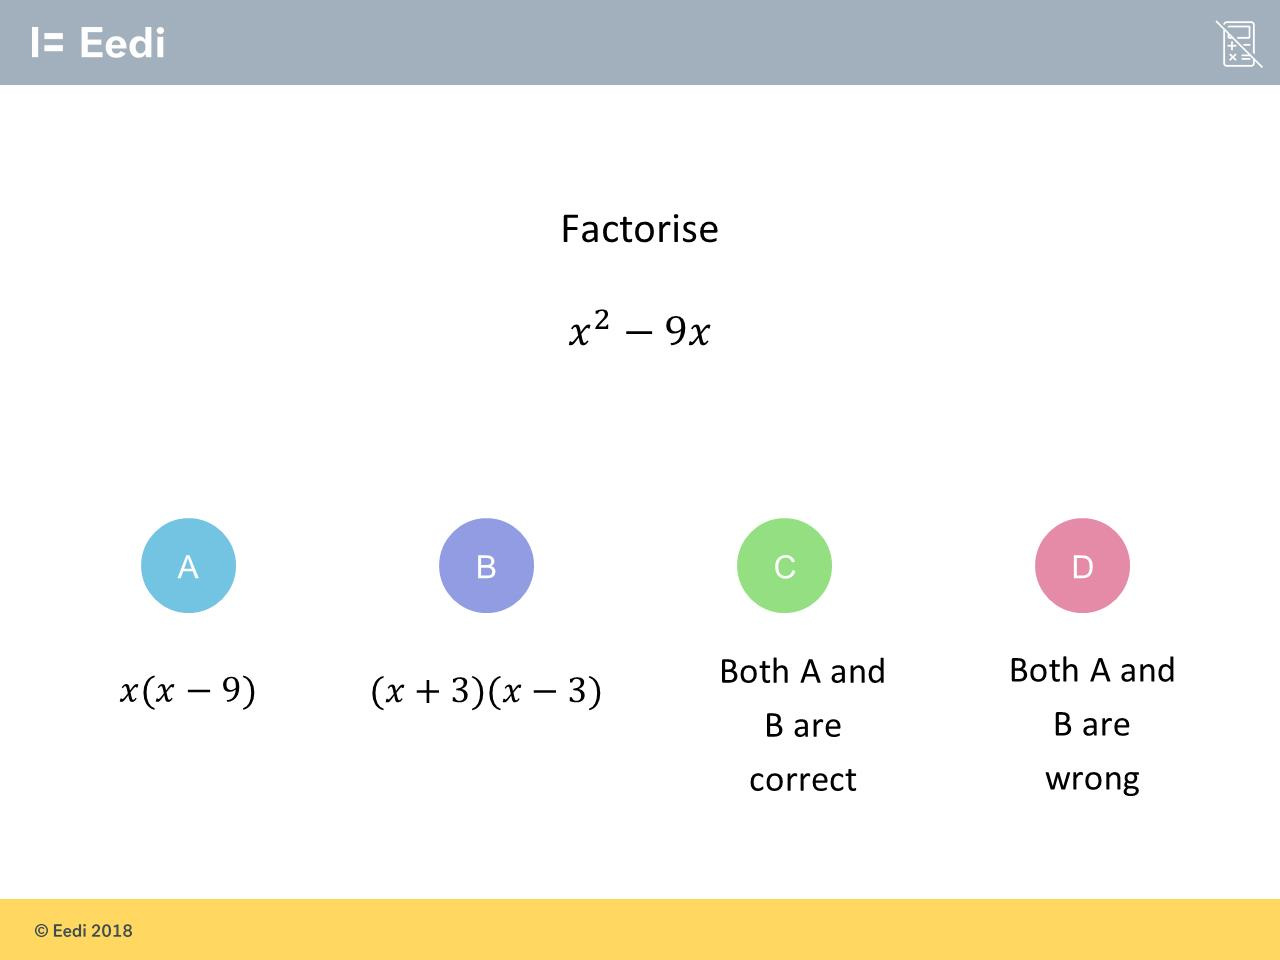 Eedi
Factorise
x² − 9x
A
B
C
D
x(x − 9)
(x + 3)(x − 3)
Both A and
B are
correct
Both A and
B are
wrong
© Eedi 2018